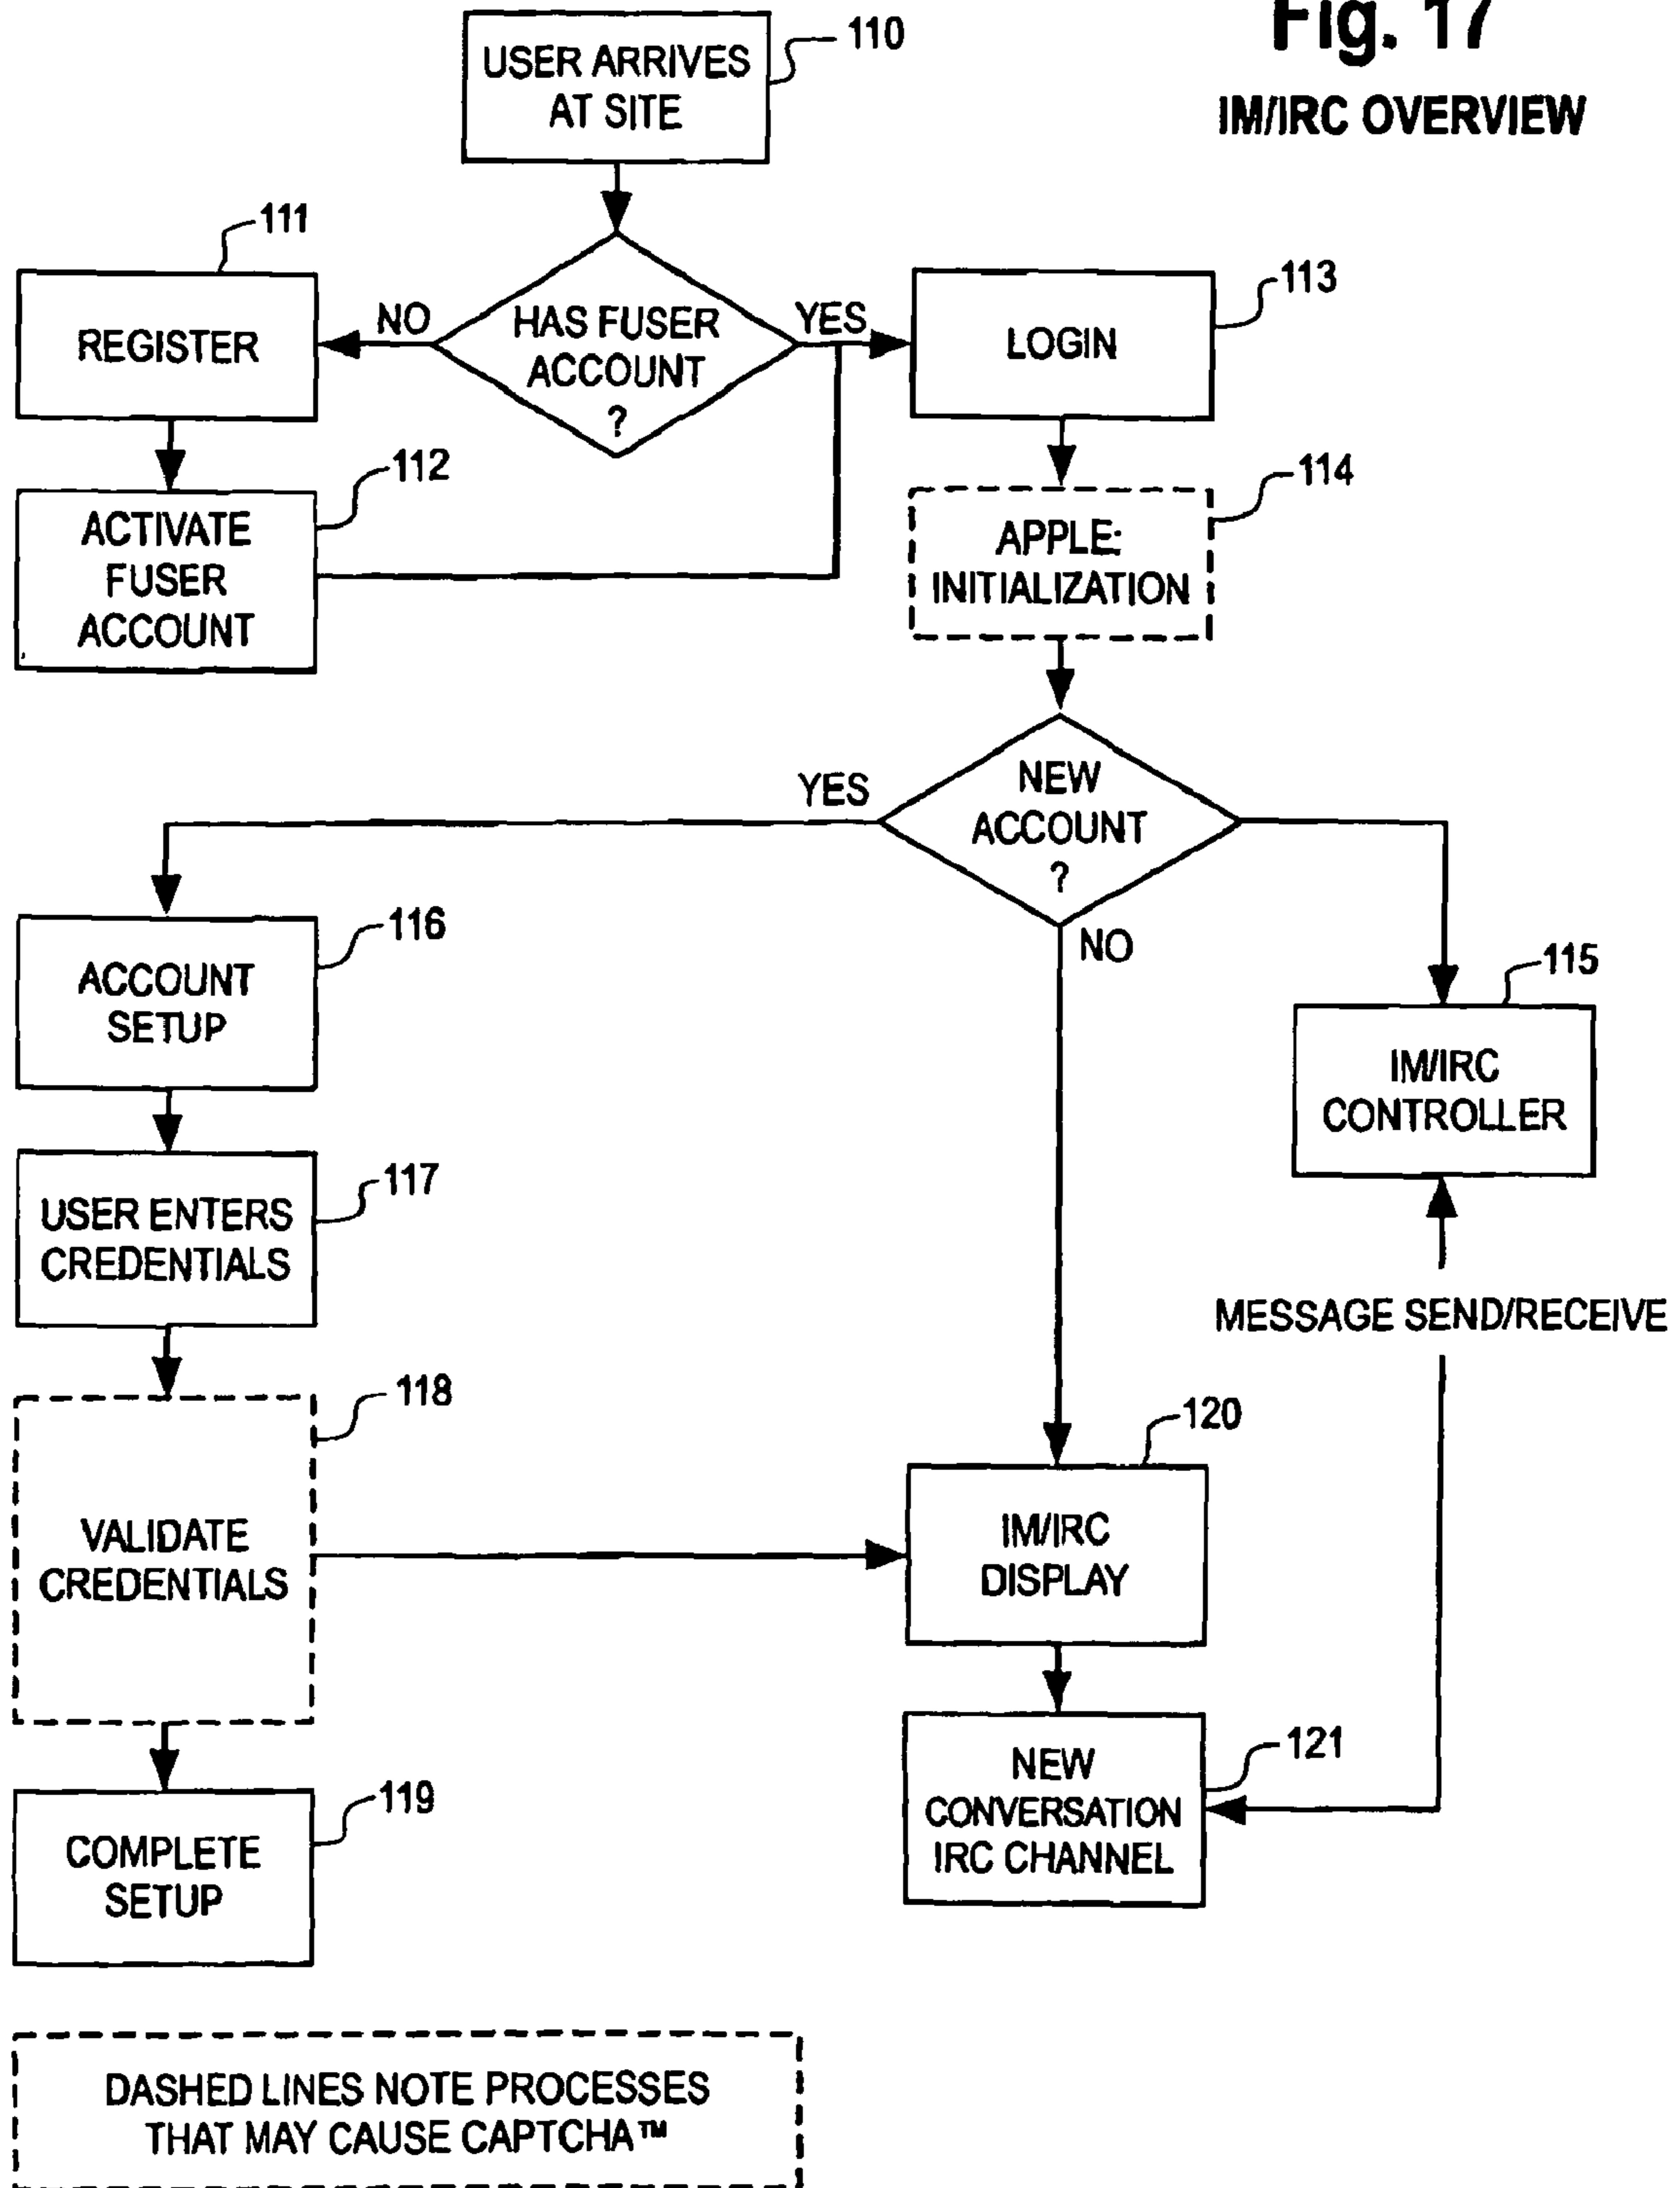 Fig. 17
IM/IRC OVERVIEW
USER ARRIVES
AT SITE
110
111
REGISTER
NO
HAS FUSER
ACCOUNT
?
YES
LOGIN
113
112
ACTIVATE
FUSER
ACCOUNT
APPLE:
INITIALIZATION
114
NEW
ACCOUNT
?
YES
NO
116
ACCOUNT
SETUP
115
IM/IRC
CONTROLLER
117
USER ENTERS
CREDENTIALS
MESSAGE SEND/RECEIVE
118
VALIDATE
CREDENTIALS
120
IM/IRC
DISPLAY
121
NEW
CONVERSATION
IRC CHANNEL
119
COMPLETE
SETUP
DASHED LINES NOTE PROCESSES
THAT MAY CAUSE CAPTCHA™